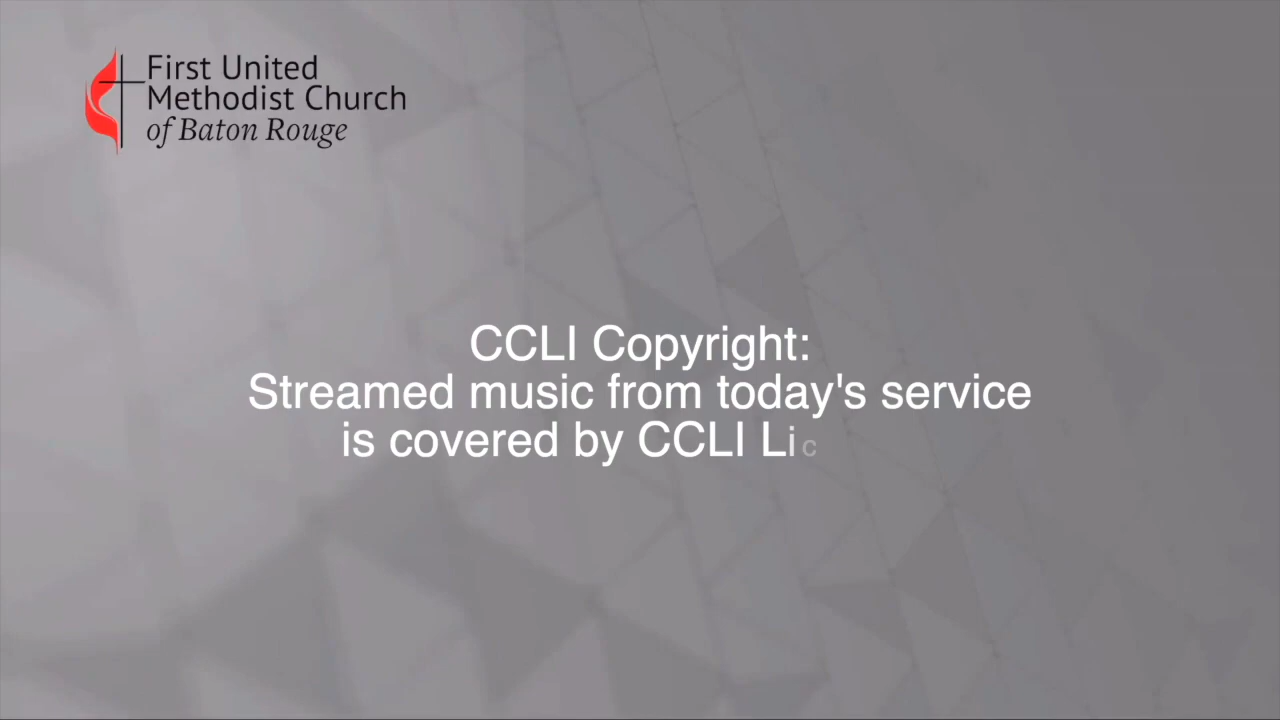 First United
Methodist Church
of Baton Rouge
CCLI Copyright:
Streamed music from today's service
is covered by CCLI Lic